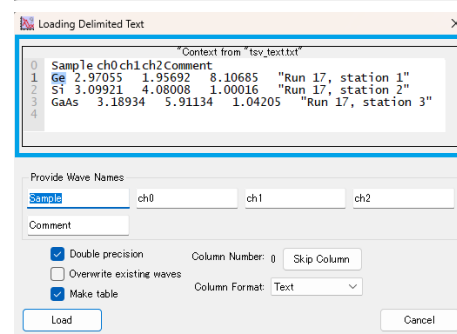 Loading Delimited Text
"Context from "tsv_text.txt"
0 Sample ch0 ch1 ch2 Comment
1 Ge 2.97055 1.95692 8.10685 "Run 17, station 1"
2 Si 3.09921 4.08008 1.00016 "Run 17, station 2"
3 GaAs 3.18934 5.91134 1.04205 "Run 17, station 3"
4
Provide Wave Names
Sample ch0 ch1 ch2
Comment
Double precision Column Number: 0 Skip Column
Overwrite existing waves
Make table Column Format: Text
Load Cancel